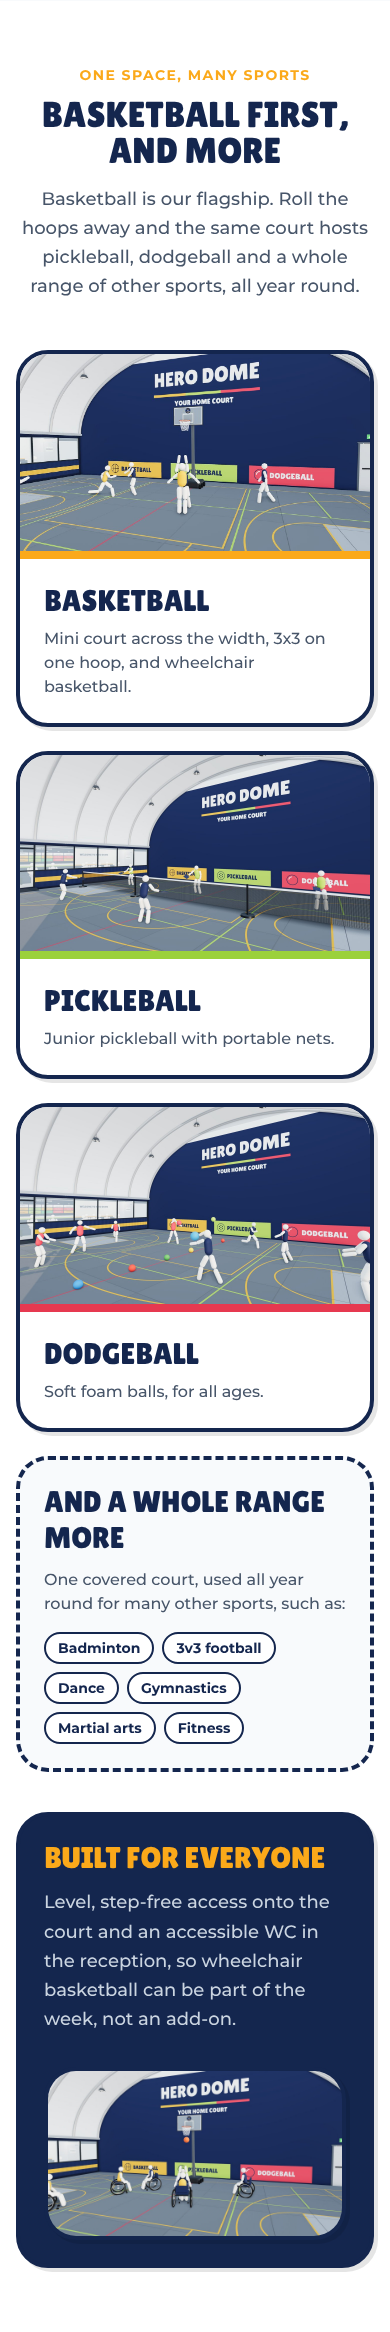 ONE SPACE, MANY SPORTS
BASKETBALL FIRST,
AND MORE
Basketball is our flagship. Roll the
hoops away and the same court hosts
pickleball, dodgeball and a whole
range of other sports, all year round.
HERO DOME
YOUR HOME COURT
DODGEBALL
BASKETBALL
Mini court across the width, 3x3 on
one hoop, and wheelchair
basketball.
HERO DOME
YOUR HOME COURT
PICKLEBALL
PICKLEBALL
Junior pickleball with portable nets.
HERO DOME
YOUR HOME COURT
DODGEBALL
DODGEBALL
Soft foam balls, for all ages.
AND A WHOLE RANGE
MORE
One covered court, used all year
round for many other sports, such as:
Badminton 3v3 football
Dance Gymnastics
Martial arts Fitness
BUILT FOR EVERYONE
Level, step-free access onto the
court and an accessible WC in
the reception, so wheelchair
basketball can be part of the
week, not an add-on.
HERO DOME
YOUR HOME COURT
DODGEBALL